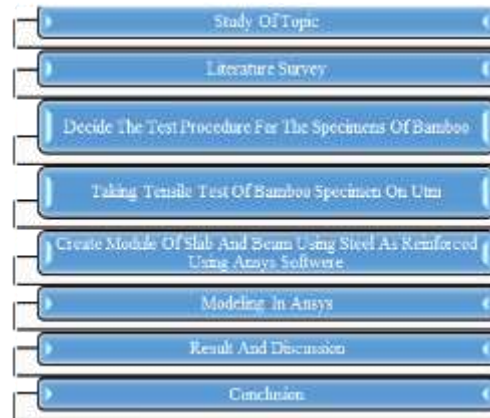 Study Of Topic
Literature Survey
Decide The Test Procedure For The Specimens Of Bamboo
Taking Tensile Test Of Bamboo Specimen On Utm
Create Module Of Slab And Beam Using Steel As Reinforced
Using Ansys Softwere
Modeling In Ansys
Result And Discussion
Conclusion